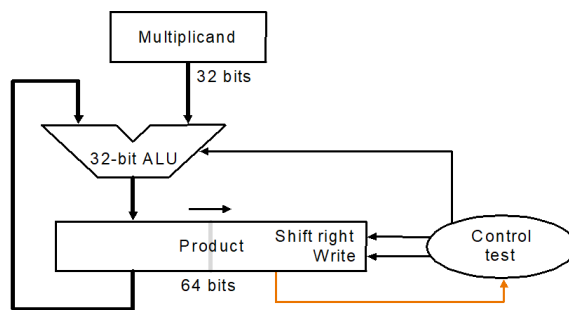 Multiplicand
32 bits
32-bit ALU
Product
Shift right
Write
Control
test
64 bits